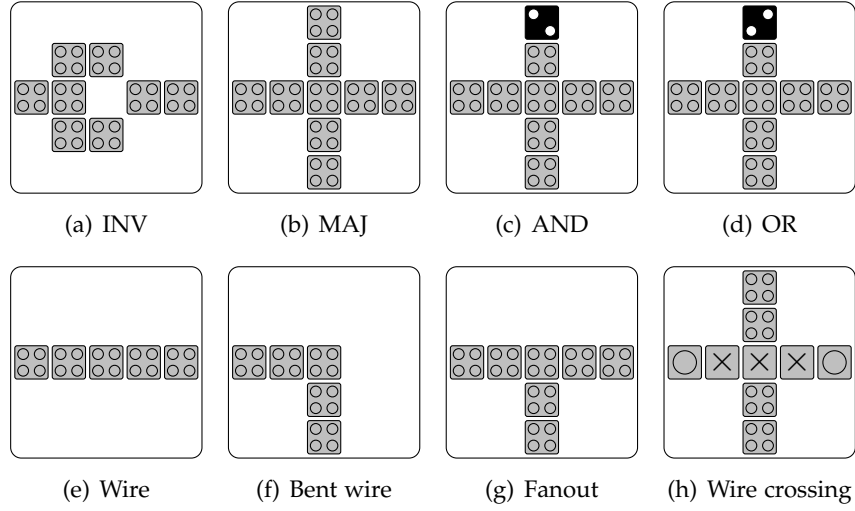 (a) INV
(b) MAJ
(c) AND
(d) OR
(e) Wire
(f) Bent wire
(g) Fanout
(h) Wire crossing